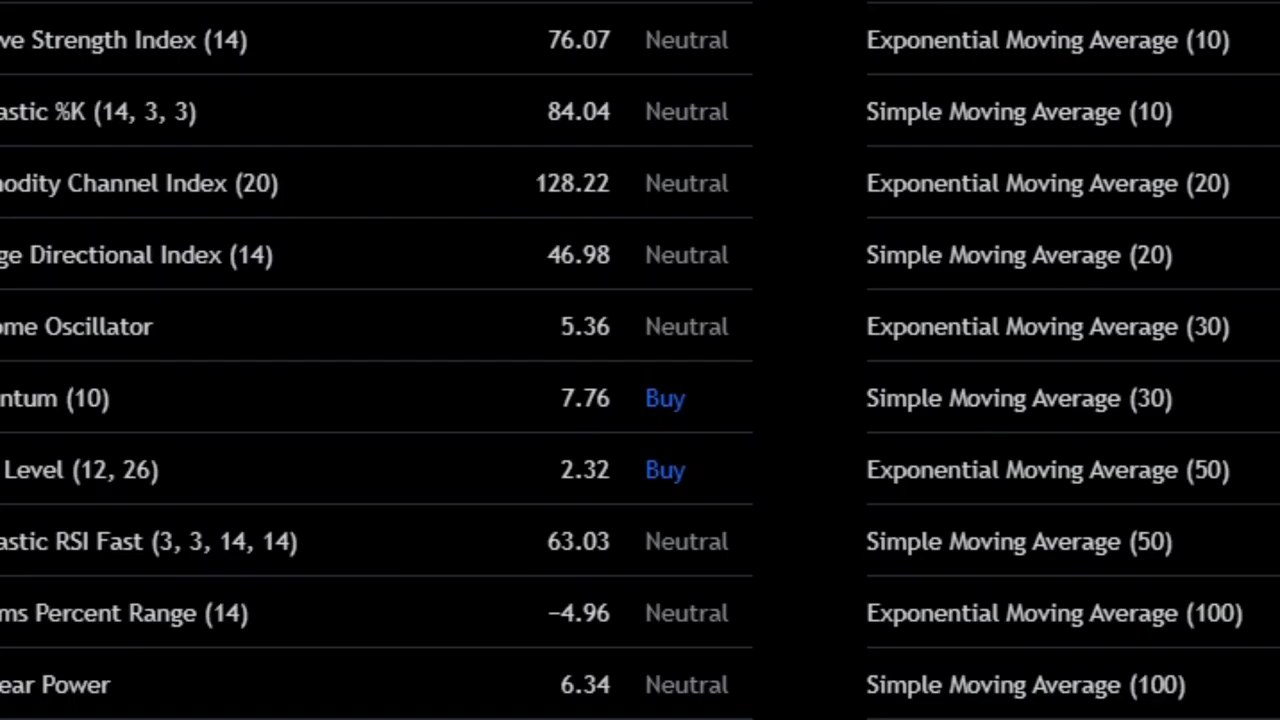 ve Strength Index (14) 76.07 Neutral Exponential Moving Average (10)
astic %K (14, 3, 3) 84.04 Neutral Simple Moving Average (10)
odity Channel Index (20) 128.22 Neutral Exponential Moving Average (20)
ge Directional Index (14) 46.98 Neutral Simple Moving Average (20)
ome Oscillator 5.36 Neutral Exponential Moving Average (30)
ntum (10) 7.76 Buy Simple Moving Average (30)
Level (12, 26) 2.32 Buy Exponential Moving Average (50)
astic RSI Fast (3, 3, 14, 14) 63.03 Neutral Simple Moving Average (50)
ms Percent Range (14) −4.96 Neutral Exponential Moving Average (100)
ear Power 6.34 Neutral Simple Moving Average (100)